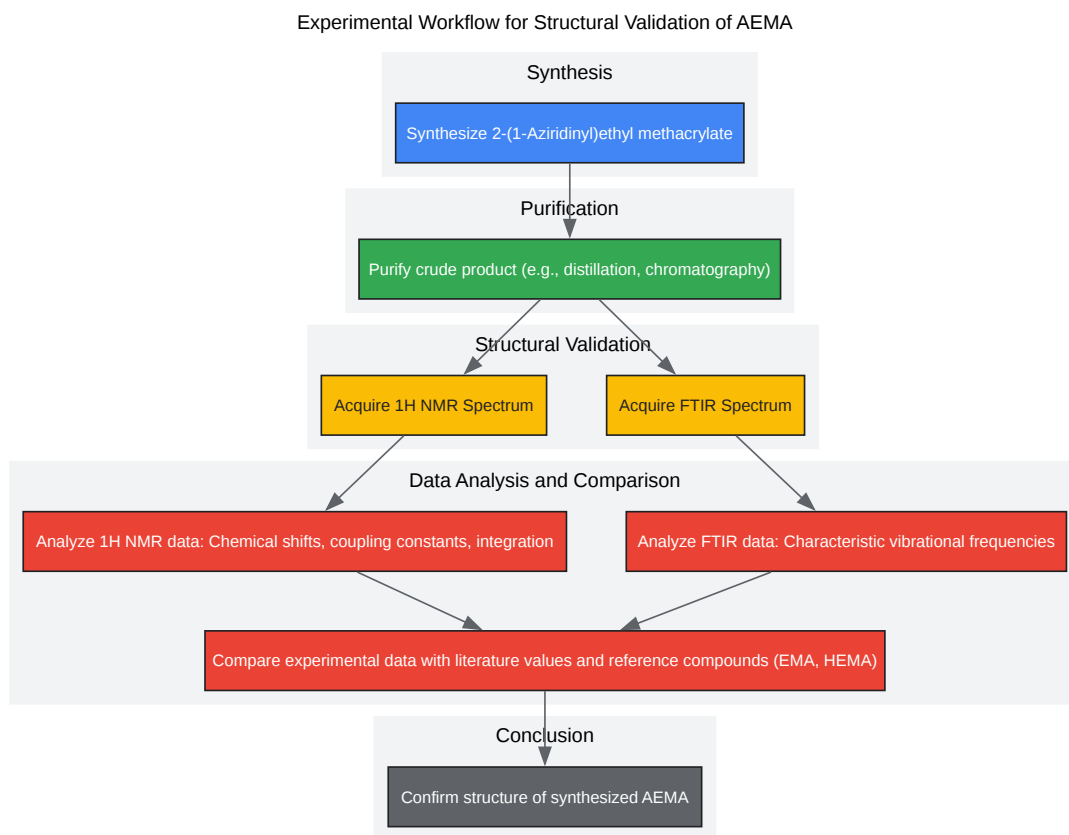 Experimental Workflow for Structural Validation of AEMA
Synthesis
Synthesize 2-(1-Aziridinyl)ethyl methacrylate
Purification
Purify crude product (e.g., distillation, chromatography)
Structural Validation
Acquire 1H NMR Spectrum
Acquire FTIR Spectrum
Data Analysis and Comparison
Analyze 1H NMR data: Chemical shifts, coupling constants, integration
Analyze FTIR data: Characteristic vibrational frequencies
Compare experimental data with literature values and reference compounds (EMA, HEMA)
Conclusion
Confirm structure of synthesized AEMA